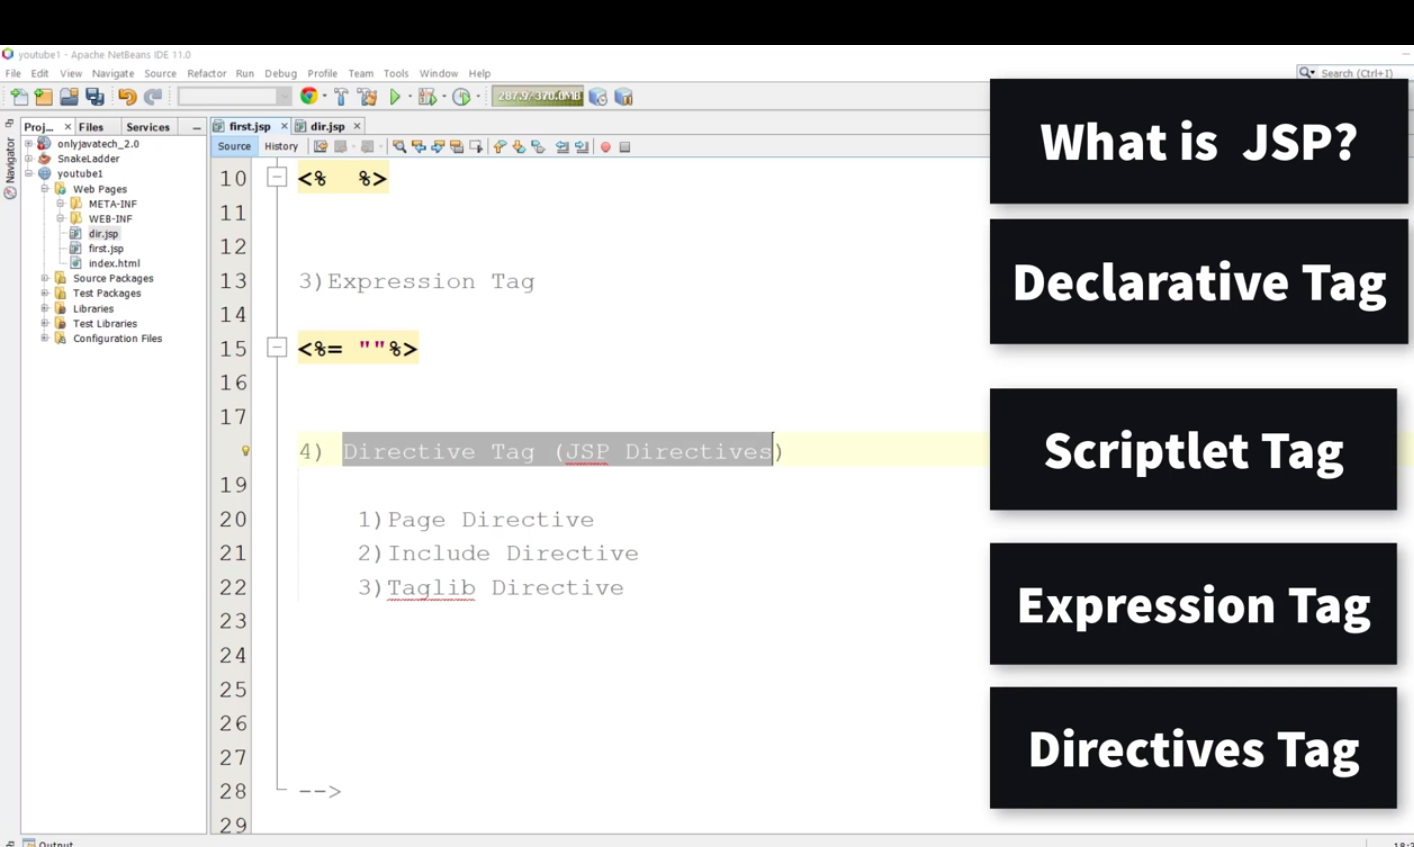 youtube1 - Apache NetBeans IDE 11.0
File Edit View Navigate Source Refactor Run Debug Profile Team Tools Window Help
Search (Ctrl+I)
Proj... Files Services
first.jsp dir.jsp
Source History
Navigator
onlyjavatech_2.0
SnakeLadder
youtube1
Web Pages
META-INF
WEB-INF
dir.jsp
first.jsp
index.html
Source Packages
Test Packages
Libraries
Test Libraries
Configuration Files
10 <% %>
11
12
13 3)Expression Tag
14
15 <%= ""%>
16
17
4) Directive Tag (JSP Directives)
19
20 1)Page Directive
21 2)Include Directive
22 3)Taglib Directive
23
24
25
26
27
28 -->
29
What is JSP?
Declarative Tag
Scriptlet Tag
Expression Tag
Directives Tag
Output